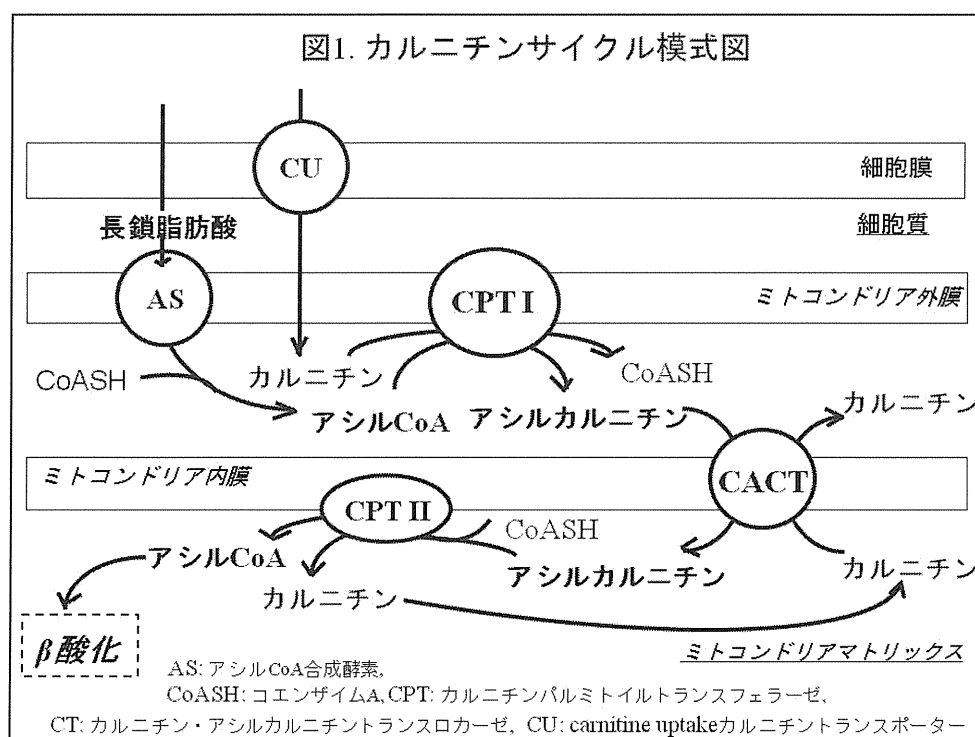 図1. カルニチンサイクル模式図
CU
細胞膜
長鎖脂肪酸
細胞質
AS
CPT I
ミトコンドリア外膜
CoASH
カルニチン
CoASH
アシルCoA
アシルカルニチン
カルニチン
ミトコンドリア内膜
CACT
CPT II
CoASH
アシルCoA
アシルカルニチン
カルニチン
カルニチン
β酸化
ミトコンドリアマトリックス
AS: アシルCoA合成酵素,
CoASH: コエンザイムA, CPT: カルニチンパルミトイルトランスフェラーゼ,
CT: カルニチン・アシルカルニチントランスロカーゼ, CU: carnitine uptakeカルニチントランスポーター